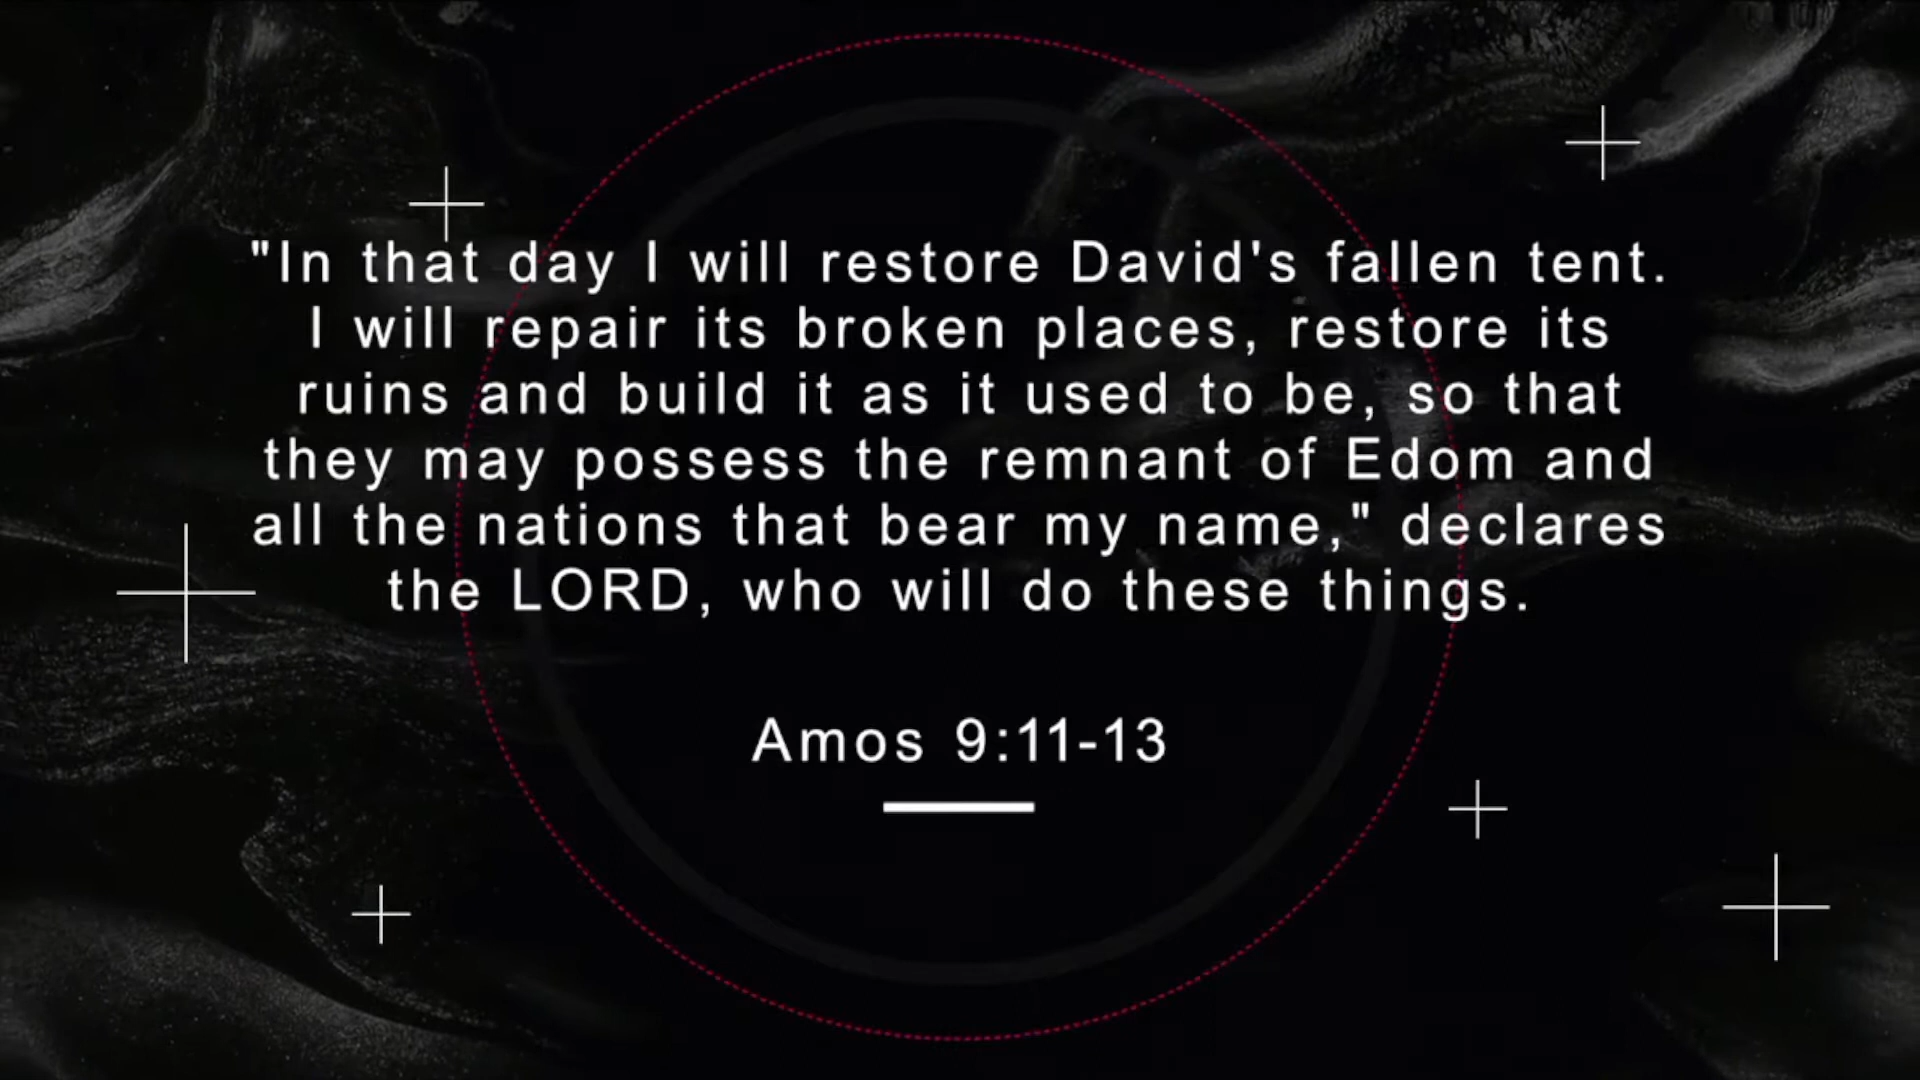 "In that day I will restore David's fallen tent.
I will repair its broken places, restore its
ruins and build it as it used to be, so that
they may possess the remnant of Edom and
all the nations that bear my name," declares
the LORD, who will do these things.
Amos 9:11-13